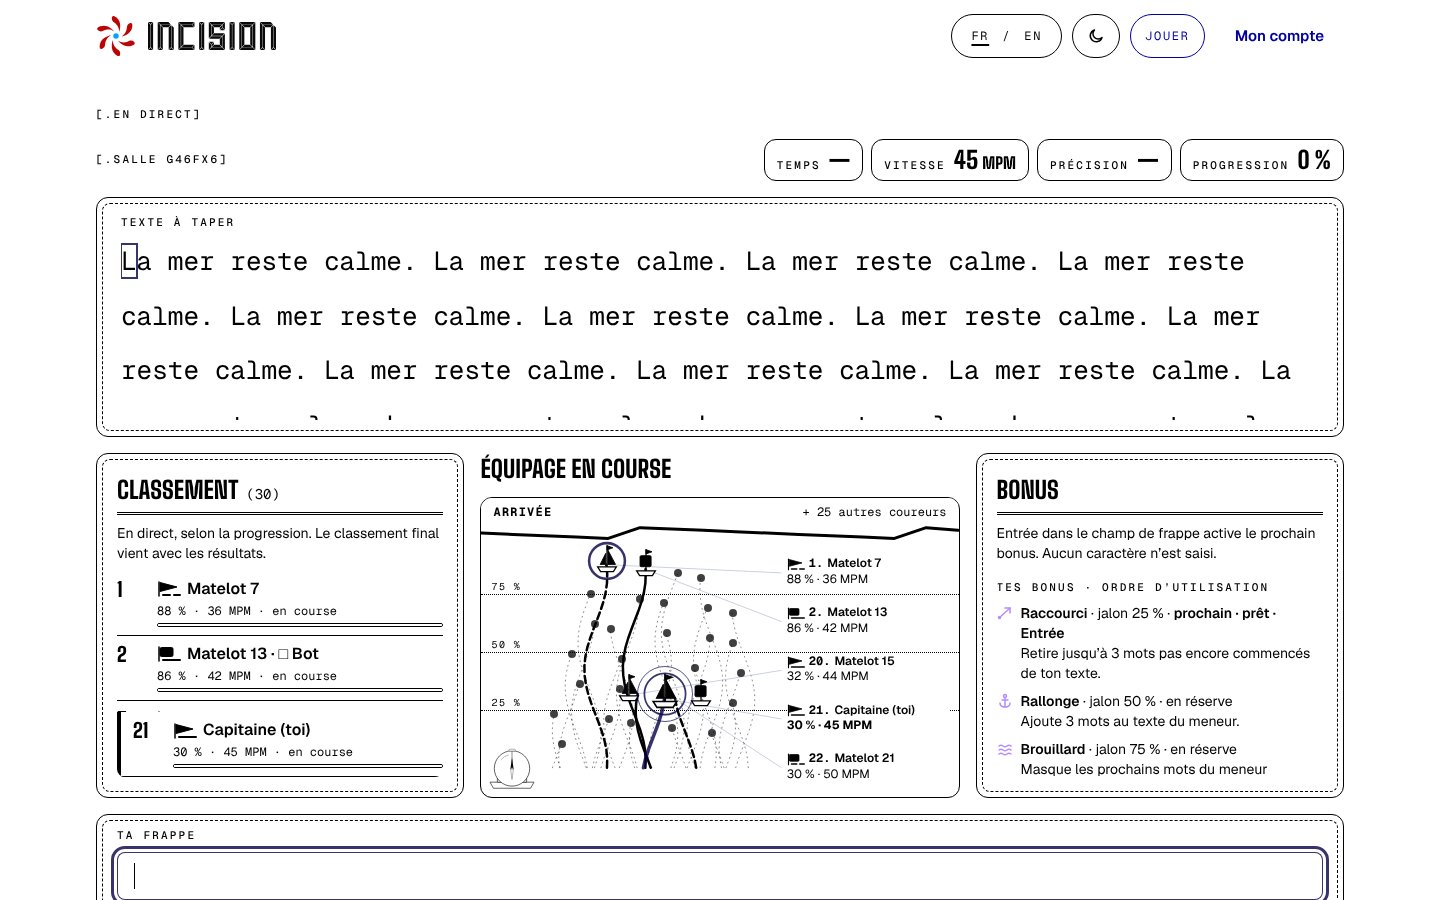 INCISION
FR / EN
JOUER
Mon compte
[.EN DIRECT]
[.SALLE G46FX6]
TEMPS —
VITESSE 45 MPM
PRÉCISION —
PROGRESSION 0 %
TEXTE À TAPER
La mer reste calme. La mer reste calme. La mer reste calme. La mer reste
calme. La mer reste calme. La mer reste calme. La mer reste calme. La mer
reste calme. La mer reste calme. La mer reste calme. La mer reste calme. La
CLASSEMENT (30)
En direct, selon la progression. Le classement final
vient avec les résultats.
1 Matelot 7
88 % · 36 MPM · en course
2 Matelot 13 · □ Bot
86 % · 42 MPM · en course
21 Capitaine (toi)
30 % · 45 MPM · en course
ÉQUIPAGE EN COURSE
ARRIVÉE
+ 25 autres coureurs
75 %
50 %
25 %
1. Matelot 7
88 % · 36 MPM
2. Matelot 13
86 % · 42 MPM
20. Matelot 15
32 % · 44 MPM
21. Capitaine (toi)
30 % · 45 MPM
22. Matelot 21
30 % · 50 MPM
BONUS
Entrée dans le champ de frappe active le prochain
bonus. Aucun caractère n’est saisi.
TES BONUS · ORDRE D’UTILISATION
Raccourci · jalon 25 % · prochain · prêt ·
Entrée
Retire jusqu’à 3 mots pas encore commencés
de ton texte.
Rallonge · jalon 50 % · en réserve
Ajoute 3 mots au texte du meneur.
Brouillard · jalon 75 % · en réserve
Masque les prochains mots du meneur
TA FRAPPE